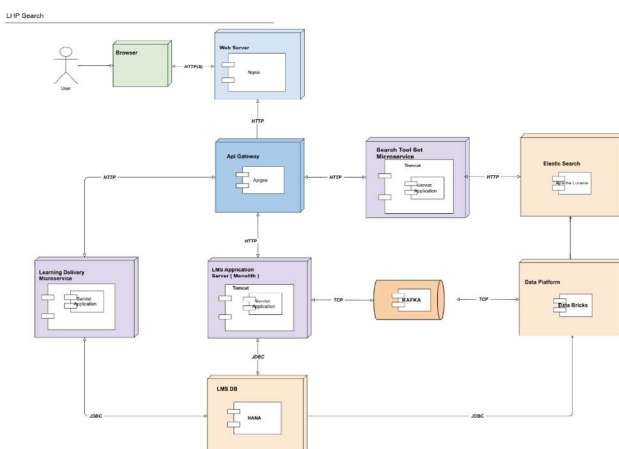 LHP Search
Browser
Web Server
Nginx
HTTP(S)
User
HTTP
Api Gateway
Apigee
Search Tool Set
Microservice
Tomcat
Servlet
Application
Elastic Search
Apache Lucene
HTTP
HTTP
HTTP
HTTP
Learning Delivery
Microservice
Servlet
Application
LMS Application
Server ( Monolith )
Tomcat
Servlet
Application
TCP
KAFKA
TCP
Data Platform
Data Bricks
JDBC
LMS DB
HANA
JDBC
JDBC